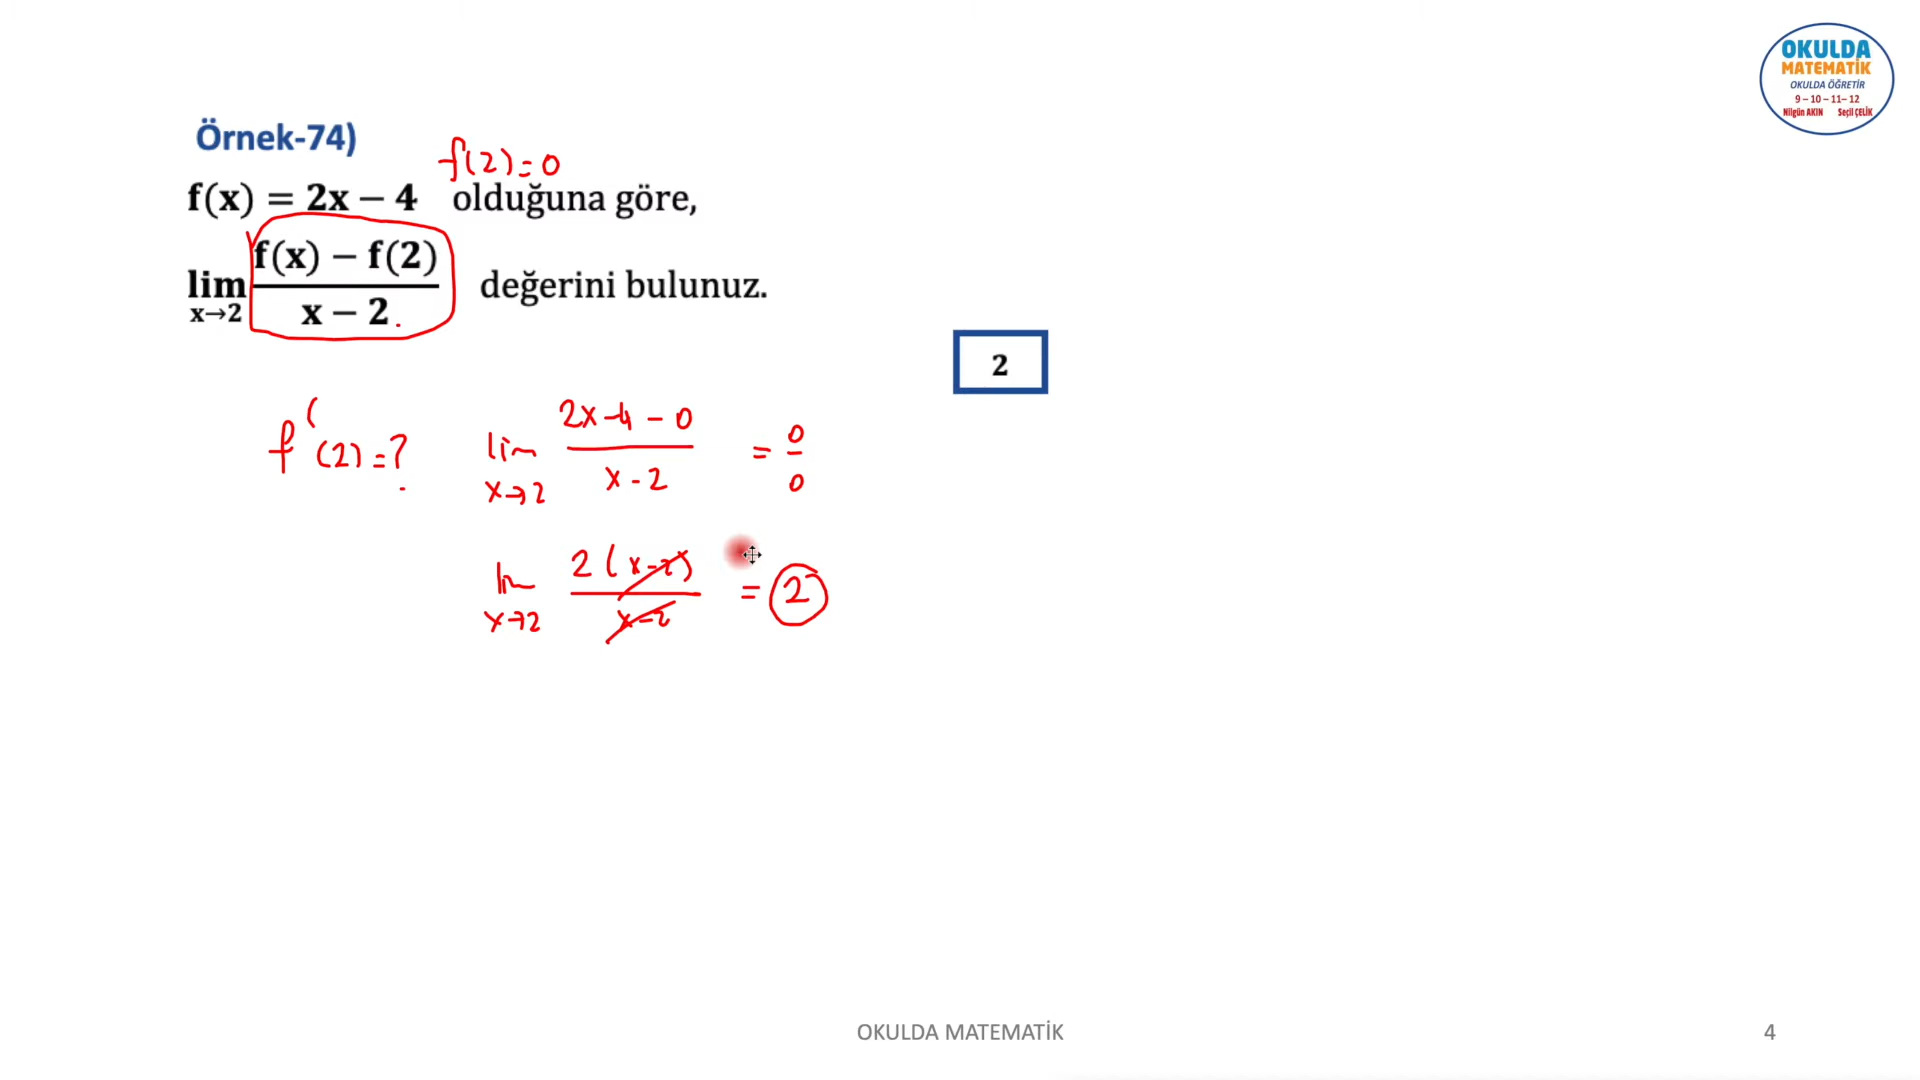 OKULDA
MATEMATİK
OKULDA ÖĞRETİR
9 – 10 – 11– 12
Nilgün AKIN Seçil ÇELİK
Örnek-74)
f(2) = 0
f(x) = 2x − 4 olduğuna göre,
lim x→2 f(x) − f(2) / x − 2 değerini bulunuz.
2
f'(2) = ? lim x→2 2x − 4 − 0 / x − 2 = 0/0
lim x→2 2(x − 2) / x − 2 = 2
OKULDA MATEMATİK 4